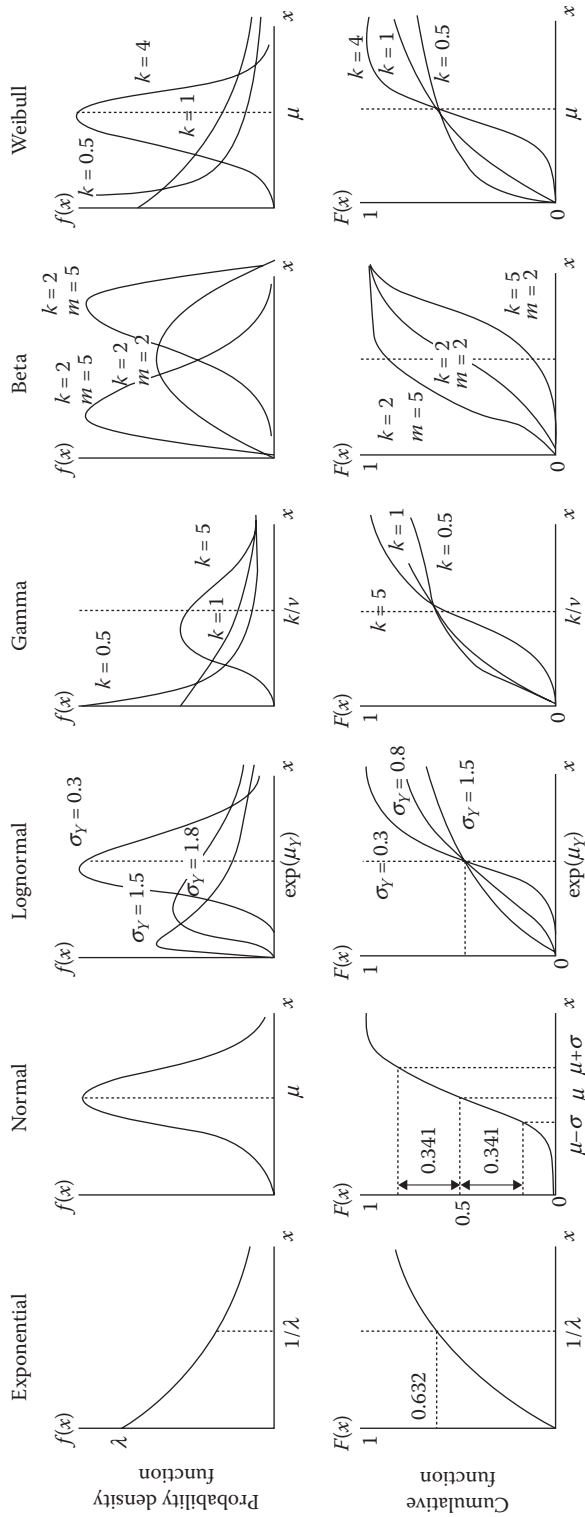 Exponential
Normal
Lognormal
Gamma
Beta
Weibull
Probability density
function
f(x)
λ
1/λ
x
f(x)
μ
x
f(x)
σY = 0.3
σY = 1.5
σY = 1.8
exp(μY)
x
f(x)
k = 0.5
k = 5
k = 1
k/ν
x
f(x)
k = 2
m = 5
k = 2
m = 5
k = 2
m = 2
x
f(x)
k = 0.5
k = 4
k = 1
μ
x
Cumulative
function
F(x)
1
0.632
1/λ
x
F(x)
1
0.341
0.5
0.341
0
μ−σ
μ
μ+σ
x
F(x)
1
σY = 0.3
σY = 0.8
σY = 1.5
0
exp(μY)
x
F(x)
1
k = 5
k = 1
k = 0.5
0
k/ν
x
F(x)
1
k = 2
m = 5
k = 2
m = 2
k = 5
m = 2
0
x
F(x)
1
k = 4
k = 1
k = 0.5
0
μ
x